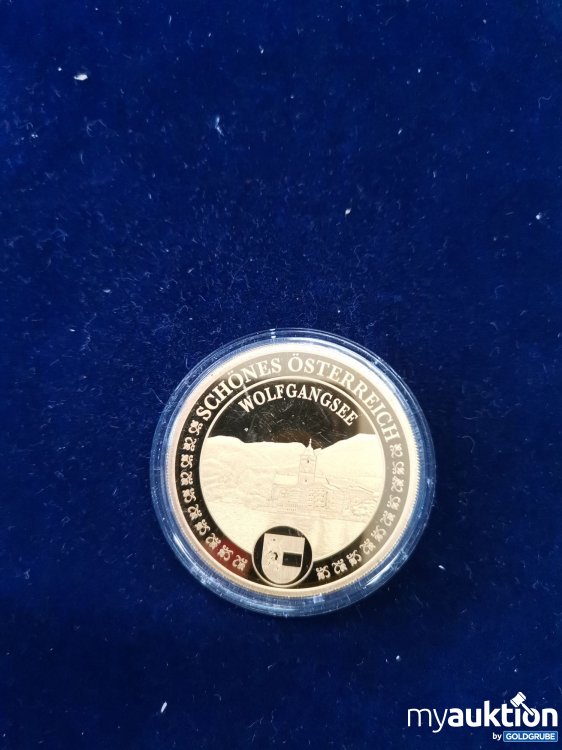 SCHÖNES ÖSTERREICH
WOLFGANGSEE
myauktion
by GOLDGRUBE